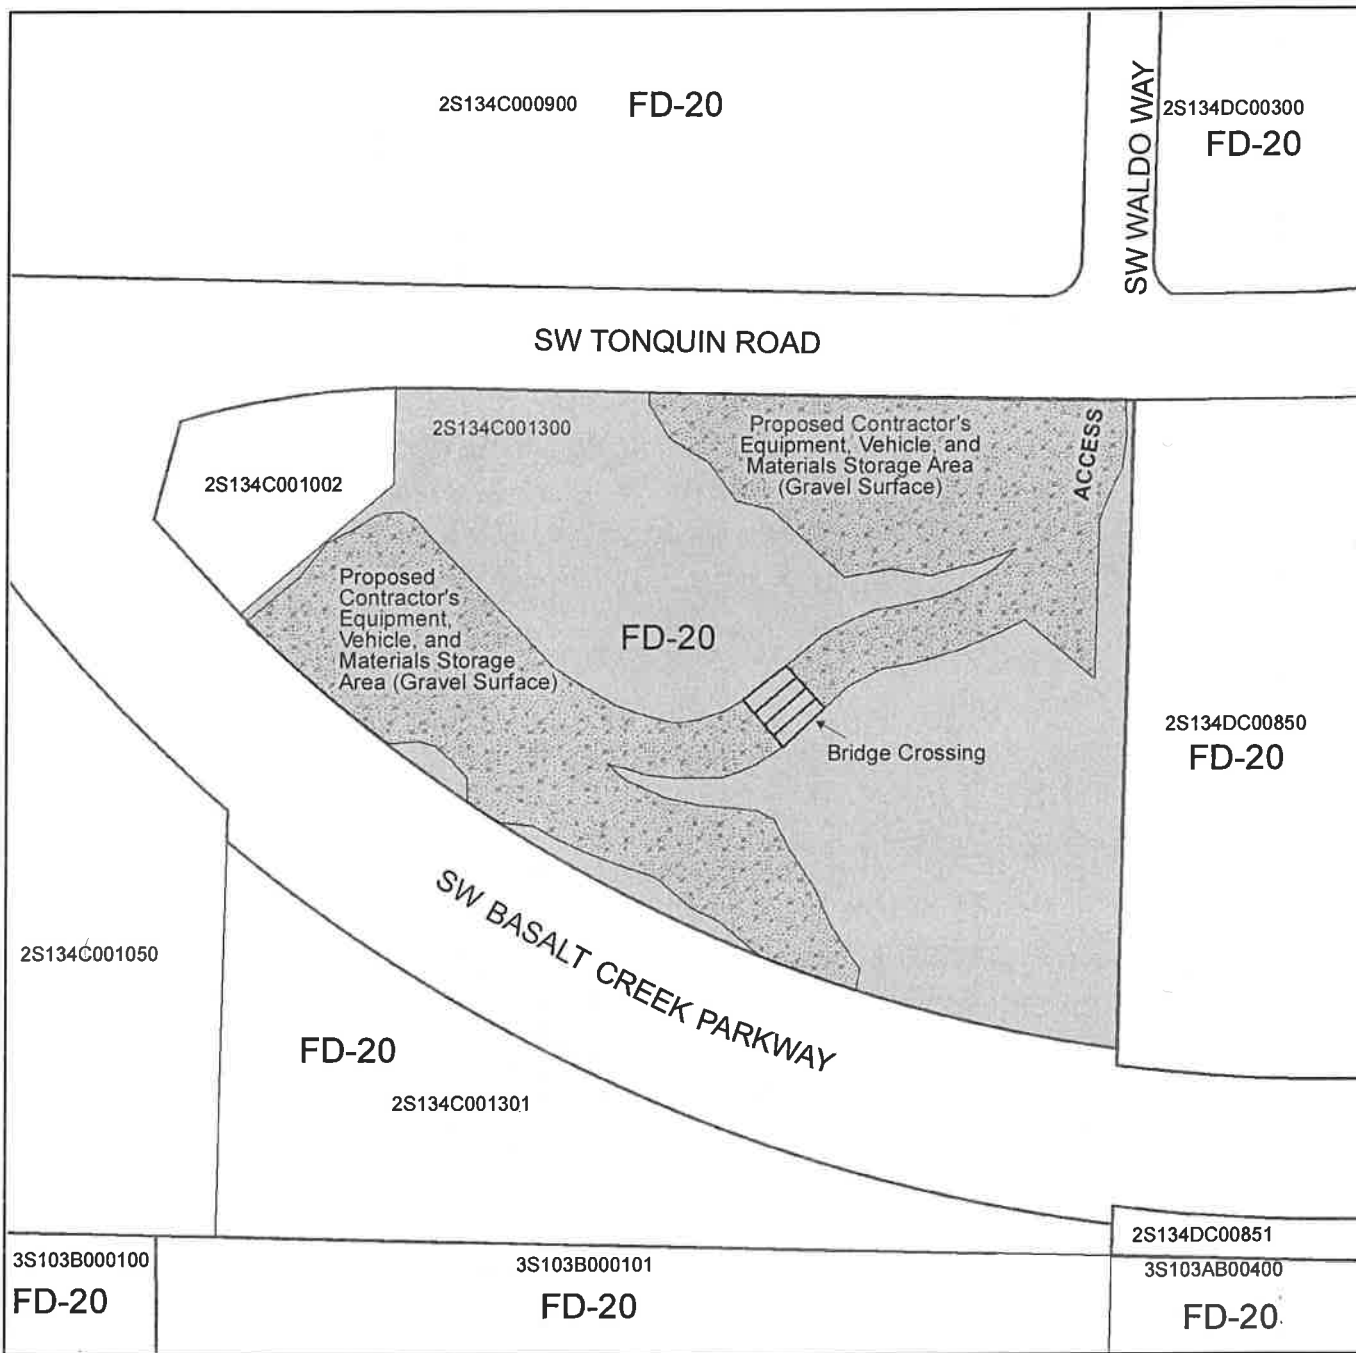 2S134C000900
FD-20
SW WALDO WAY
2S134DC00300
FD-20
SW TONQUIN ROAD
2S134C001300
Proposed Contractor's
Equipment, Vehicle, and
Materials Storage Area
(Gravel Surface)
ACCESS
2S134C001002
Proposed
Contractor's
Equipment,
Vehicle, and
Materials Storage
Area (Gravel Surface)
FD-20
Bridge Crossing
2S134DC00850
FD-20
SW BASALT CREEK PARKWAY
2S134C001050
FD-20
2S134C001301
2S134DC00851
3S103B000100
FD-20
3S103B000101
FD-20
3S103AB00400
FD-20